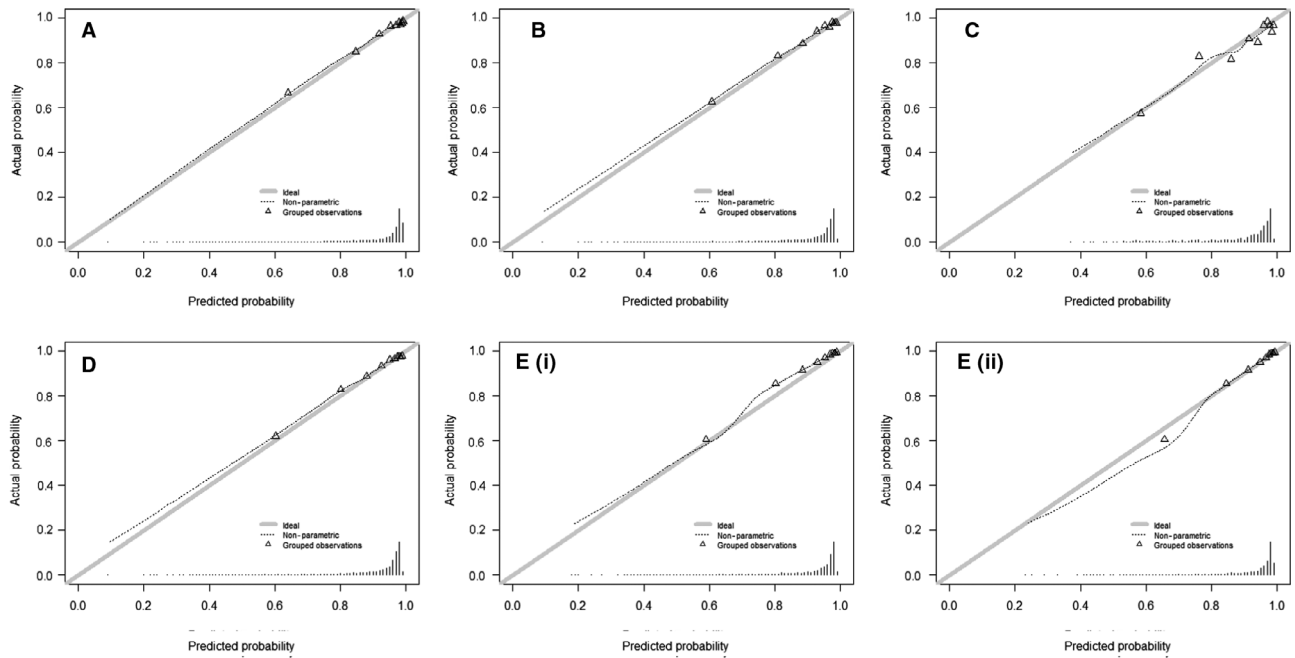 A
Actual probability
1.0
0.8
0.6
0.4
0.2
0.0
Ideal
Non-parametric
Grouped observations
0.0 0.2 0.4 0.6 0.8 1.0
Predicted probability
B
Actual probability
1.0
0.8
0.6
0.4
0.2
0.0
Ideal
Non-parametric
Grouped observations
0.0 0.2 0.4 0.6 0.8 1.0
Predicted probability
C
Actual probability
1.0
0.8
0.6
0.4
0.2
0.0
Ideal
Non-parametric
Grouped observations
0.0 0.2 0.4 0.6 0.8 1.0
Predicted probability
D
Actual probability
1.0
0.8
0.6
0.4
0.2
0.0
Ideal
Non-parametric
Grouped observations
0.0 0.2 0.4 0.6 0.8 1.0
Predicted probability
E (i)
Actual probability
1.0
0.8
0.6
0.4
0.2
0.0
Ideal
Non-parametric
Grouped observations
0.0 0.2 0.4 0.6 0.8 1.0
Predicted probability
E (ii)
Actual probability
1.0
0.8
0.6
0.4
0.2
0.0
Ideal
Non-parametric
Grouped observations
0.0 0.2 0.4 0.6 0.8 1.0
Predicted probability